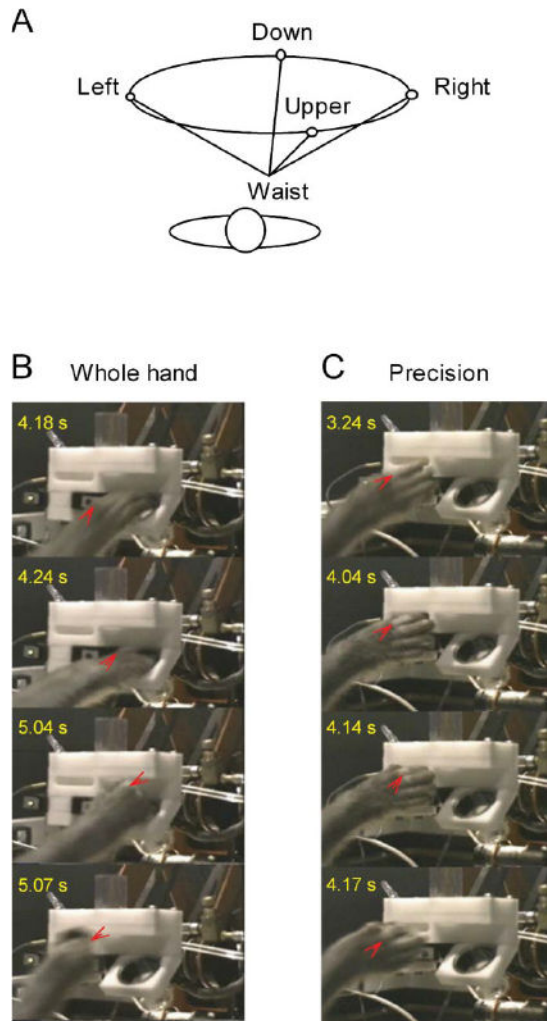 A
Down
Left
Right
Upper
Waist
B Whole hand
C Precision
4.18 s
3.24 s
4.24 s
4.04 s
5.04 s
4.14 s
5.07 s
4.17 s